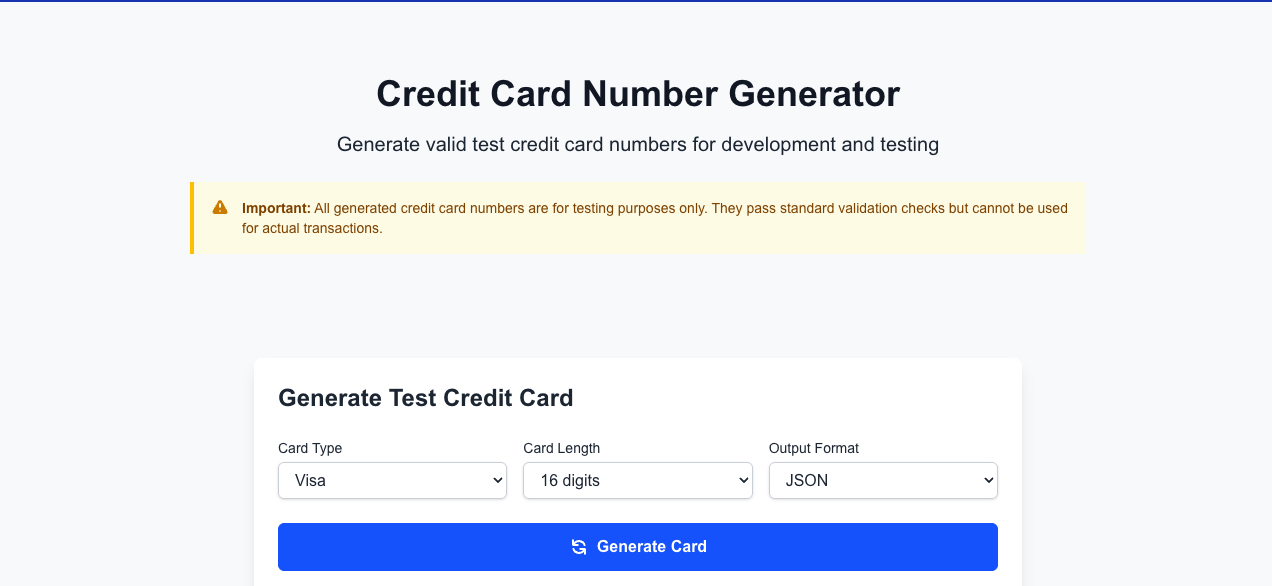 Credit Card Number Generator
Generate valid test credit card numbers for development and testing
Important: All generated credit card numbers are for testing purposes only. They pass standard validation checks but cannot be used
for actual transactions.
Generate Test Credit Card
Card Type Card Length Output Format
Visa 16 digits JSON
Generate Card